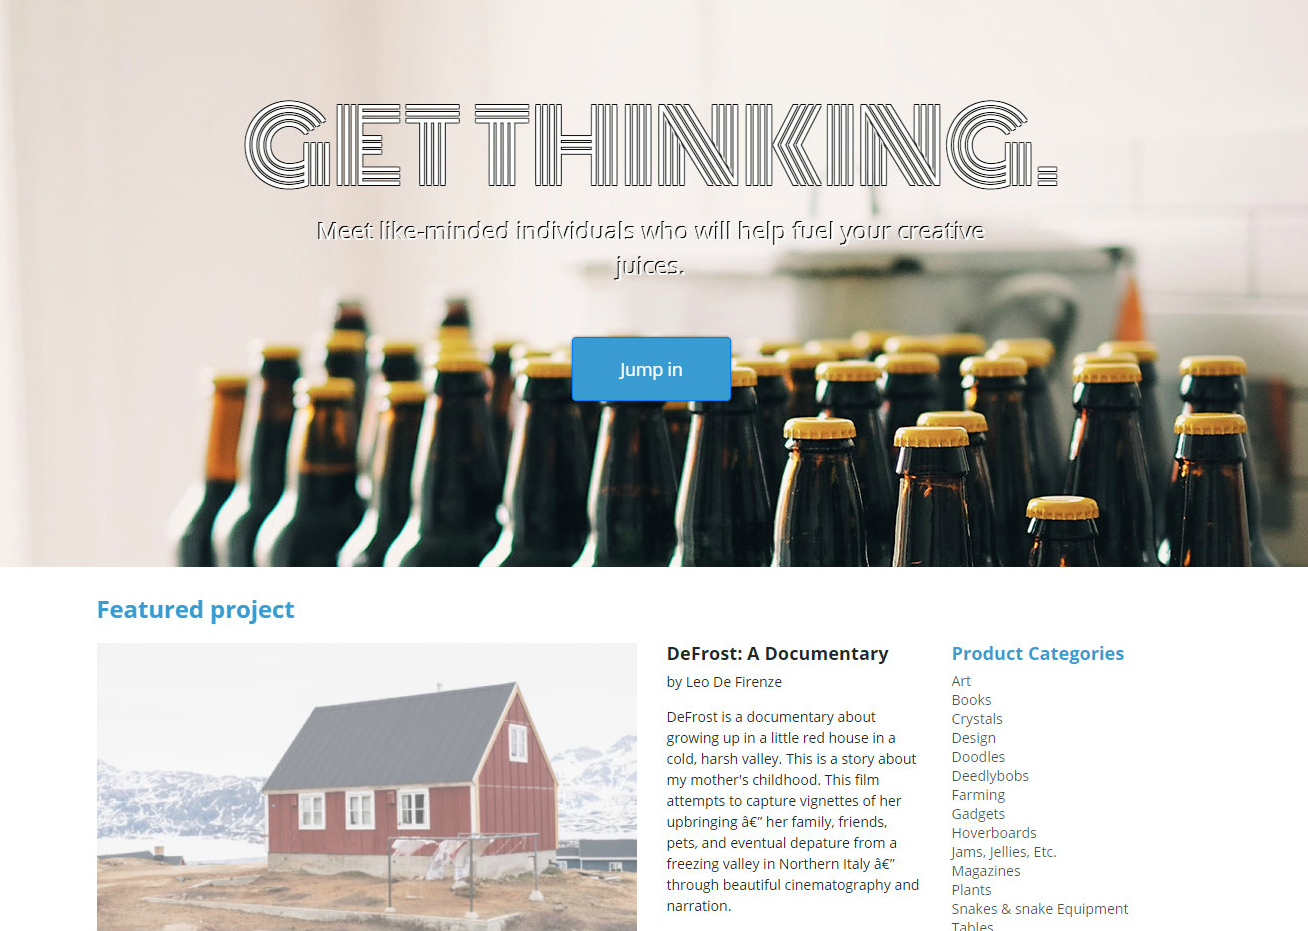 GET THINKING.
Meet like-minded individuals who will help fuel your creative
juices.
Jump in
Featured project
DeFrost: A Documentary
by Leo De Firenze
DeFrost is a documentary about
growing up in a little red house in a
cold, harsh valley. This is a story about
my mother's childhood. This film
attempts to capture vignettes of her
upbringing â€” her family, friends,
pets, and eventual depature from a
freezing valley in Northern Italy â€”
through beautiful cinematography and
narration.
Product Categories
Art
Books
Crystals
Design
Doodles
Deedlybobs
Farming
Gadgets
Hoverboards
Jams, Jellies, Etc.
Magazines
Plants
Snakes & snake Equipment
Tables